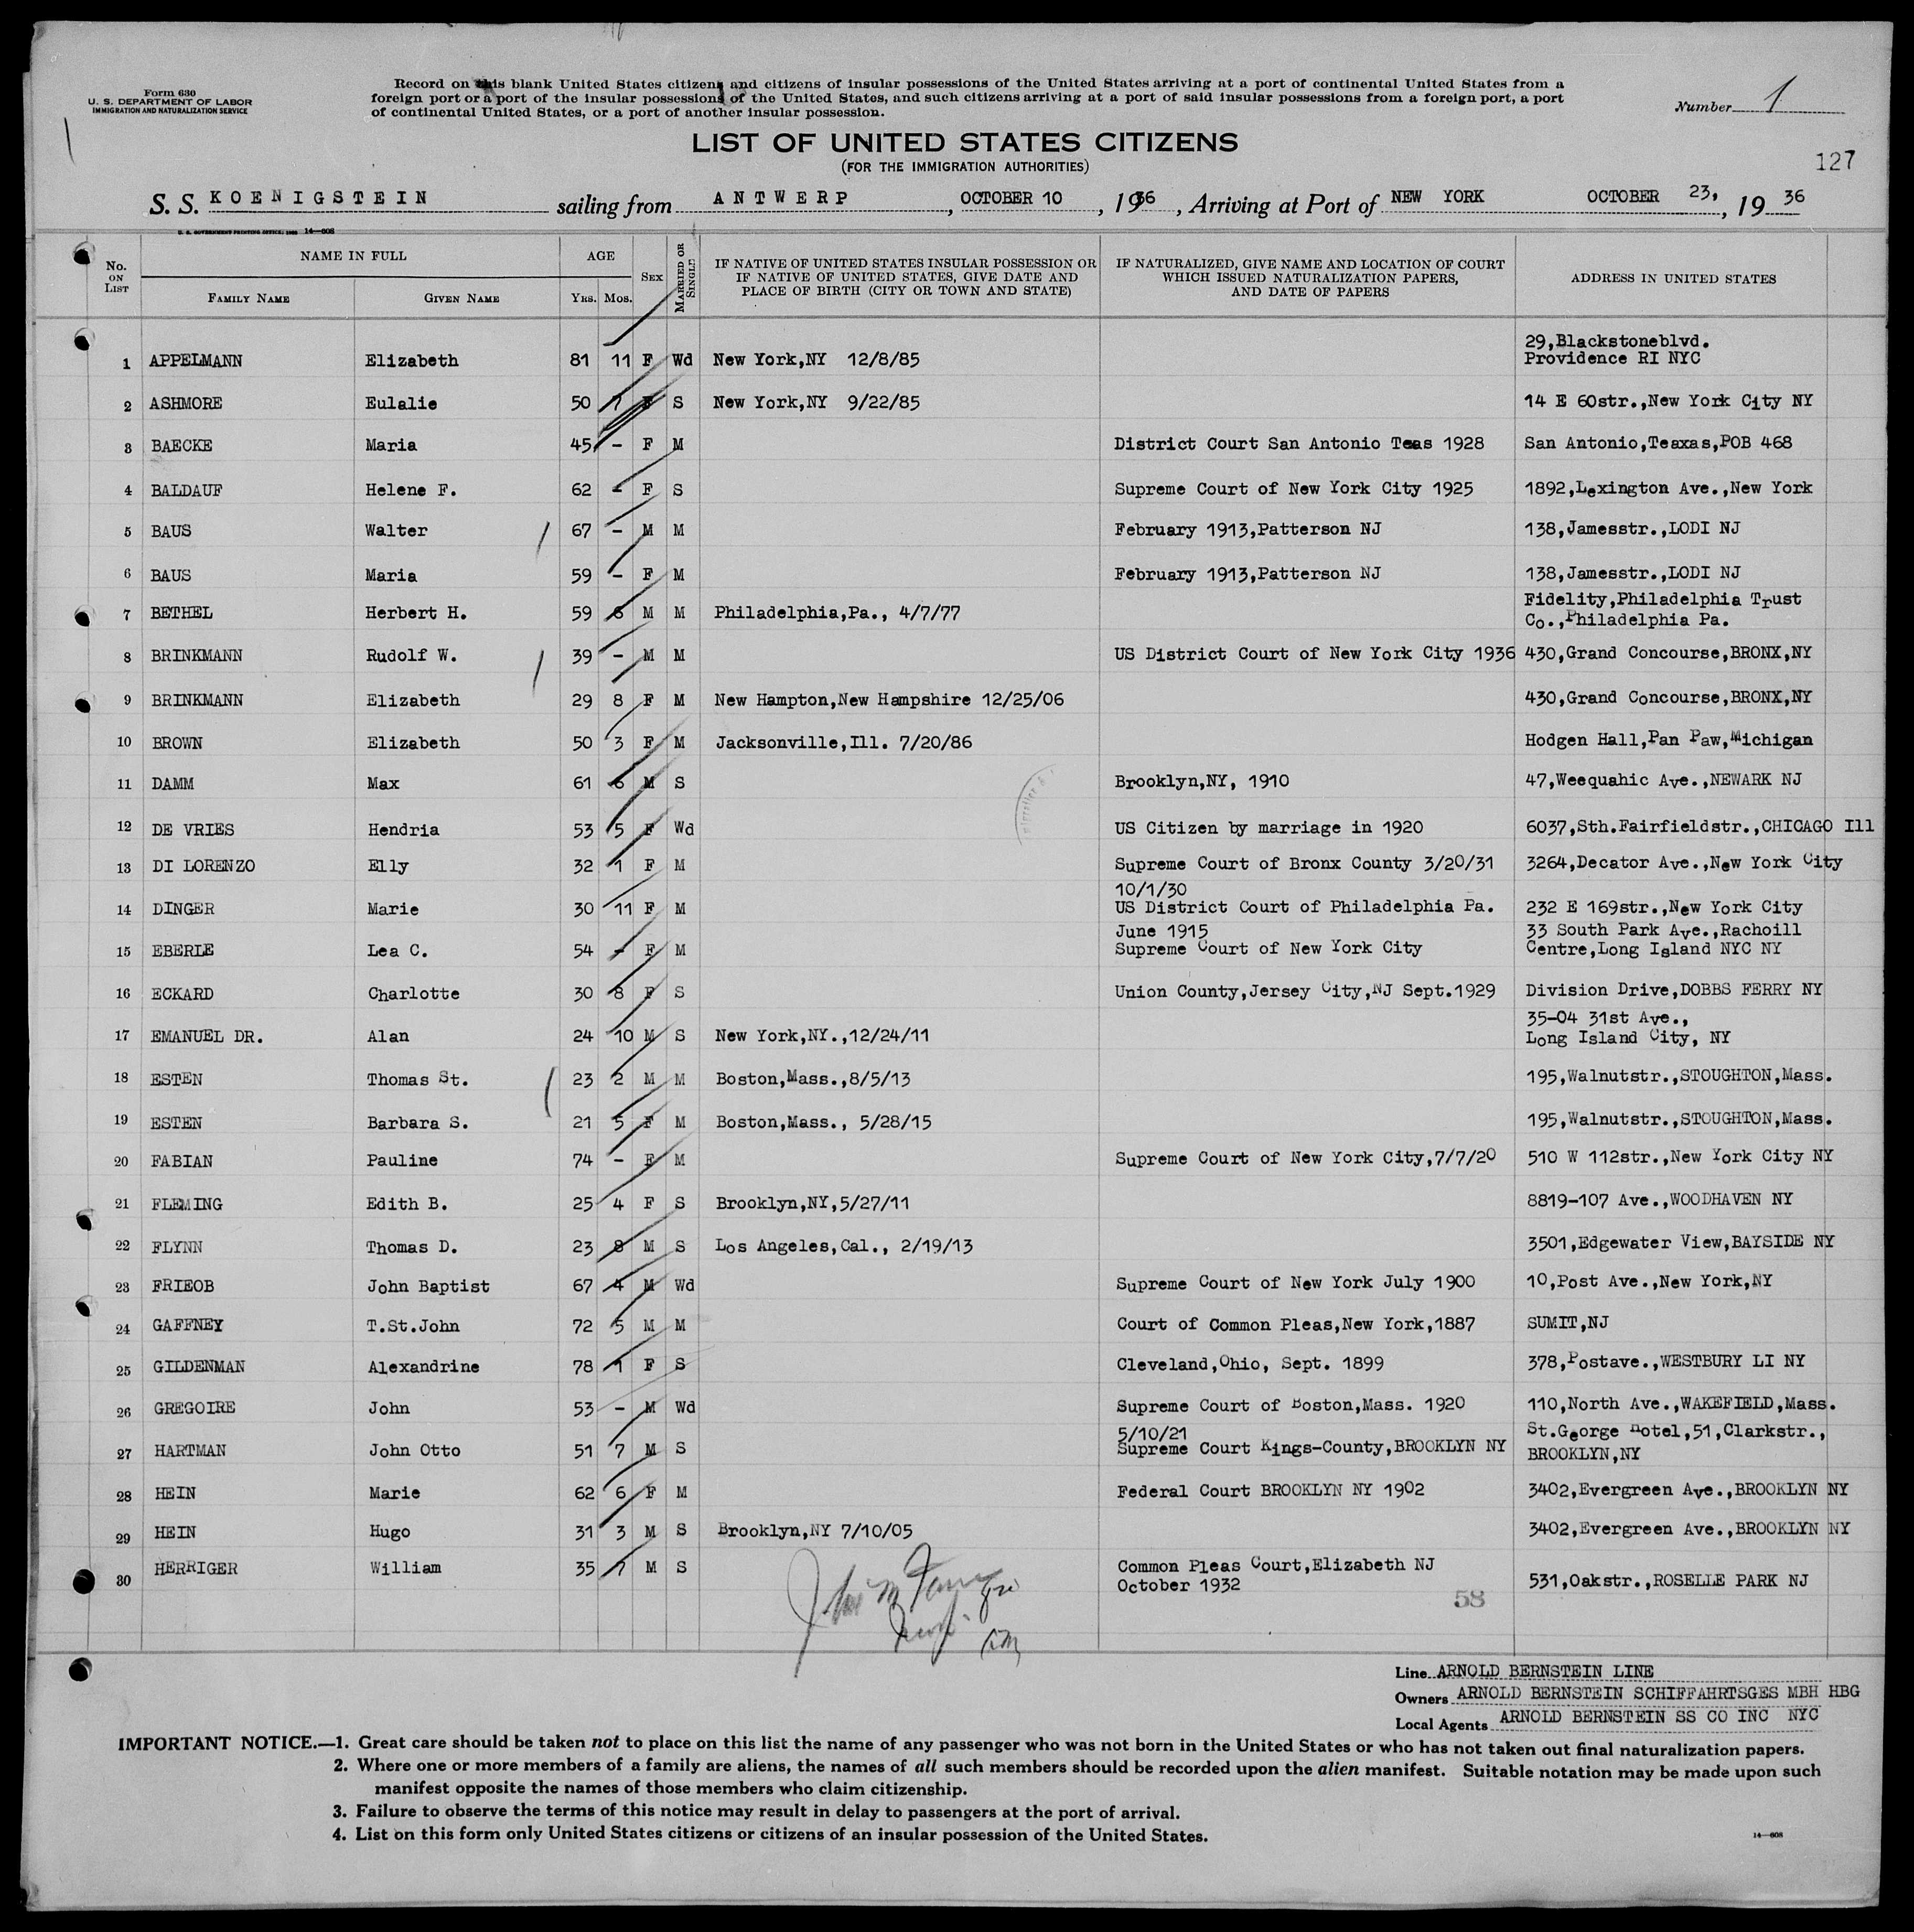 Form 630
U. S. DEPARTMENT OF LABOR
IMMIGRATION AND NATURALIZATION SERVICE
Record on this blank United States citizens and citizens of insular possessions of the United States arriving at a port of continental United States from a
foreign port or a port of the insular possessions of the United States, and such citizens arriving at a port of said insular possessions from a foreign port, a port
of continental United States, or a port of another insular possession.
Number 1
LIST OF UNITED STATES CITIZENS
(FOR THE IMMIGRATION AUTHORITIES)
127
S. S. KOENIGSTEIN sailing from ANTWERP, OCTOBER 10, 1936, Arriving at Port of NEW YORK OCTOBER 23, 1936
U. S. GOVERNMENT PRINTING OFFICE: 14—608
No. ON LIST
NAME IN FULL
FAMILY NAME GIVEN NAME
AGE
YRS. MOS.
SEX
MARRIED OR SINGLE
IF NATIVE OF UNITED STATES INSULAR POSSESSION OR
IF NATIVE OF UNITED STATES, GIVE DATE AND
PLACE OF BIRTH (CITY OR TOWN AND STATE)
IF NATURALIZED, GIVE NAME AND LOCATION OF COURT
WHICH ISSUED NATURALIZATION PAPERS,
AND DATE OF PAPERS
ADDRESS IN UNITED STATES
29,Blackstoneblvd.
1 APPELMANN Elizabeth 81 11 F Wd New York,NY 12/8/85 Providence RI NYC
2 ASHMORE Eulalie 50 7 F S New York,NY 9/22/85 14 E 60str.,New York City NY
3 BAECKE Maria 45 - F M District Court San Antonio Teas 1928 San Antonio,Teaxas,POB 468
4 BALDAUF Helene F. 62 - F S Supreme Court of New York City 1925 1892,Lexington Ave.,New York
5 BAUS Walter 67 - M M February 1913,Patterson NJ 138,Jamesstr.,LODI NJ
6 BAUS Maria 59 - F M February 1913,Patterson NJ 138,Jamesstr.,LODI NJ
Fidelity,Philadelphia Trust
7 BETHEL Herbert H. 59 6 M M Philadelphia,Pa., 4/7/77 Co.,Philadelphia Pa.
8 BRINKMANN Rudolf W. 39 - M M US District Court of New York City 1936 430,Grand Concourse,BRONX,NY
9 BRINKMANN Elizabeth 29 8 F M New Hampton,New Hampshire 12/25/06 430,Grand Concourse,BRONX,NY
10 BROWN Elizabeth 50 3 F M Jacksonville,Ill. 7/20/86 Hodgen Hall,Pan Paw,Michigan
11 DAMM Max 61 6 M S Brooklyn,NY, 1910 47,Weequahic Ave.,NEWARK NJ
12 DE VRIES Hendria 53 5 F Wd US Citizen by marriage in 1920 6037,Sth.Fairfieldstr.,CHICAGO Ill
13 DI LORENZO Elly 32 1 F M Supreme Court of Bronx County 3/20/31 3264,Decator Ave.,New York City
10/1/30
14 DINGER Marie 30 11 F M US District Court of Philadelphia Pa. 232 E 169str.,New York City
June 1915 33 South Park Ave.,Rachoill
15 EBERLE Lea C. 54 - F M Supreme Court of New York City Centre,Long Island NYC NY
16 ECKARD Charlotte 30 8 F S Union County,Jersey City,NJ Sept.1929 Division Drive,DOBBS FERRY NY
35-04 31st Ave.,
17 EMANUEL DR. Alan 24 10 M S New York,NY.,12/24/11 Long Island City, NY
18 ESTEN Thomas St. 23 2 M M Boston,Mass.,8/5/13 195,Walnutstr.,STOUGHTON,Mass.
19 ESTEN Barbara S. 21 5 F M Boston,Mass., 5/28/15 195,Walnutstr.,STOUGHTON,Mass.
20 FABIAN Pauline 74 - F M Supreme Court of New York City,7/7/20 510 W 112str.,New York City NY
21 FLEMING Edith B. 25 4 F S Brooklyn,NY,5/27/11 8819-107 Ave.,WOODHAVEN NY
22 FLYNN Thomas D. 23 8 M S Los Angeles,Cal., 2/19/13 3501,Edgewater View,BAYSIDE NY
23 FRIEOB John Baptist 67 4 M Wd Supreme Court of New York July 1900 10,Post Ave.,New York,NY
24 GAFFNEY T.St.John 72 5 M M Court of Common Pleas,New York,1887 SUMIT,NJ
25 GILDENMAN Alexandrine 78 1 F S Cleveland,Ohio, Sept. 1899 378,Postave.,WESTBURY LI NY
26 GREGOIRE John 53 - M Wd Supreme Court of Boston,Mass. 1920 110,North Ave.,WAKEFIELD,Mass.
5/10/21 St.George Hotel,51,Clarkstr.,
27 HARTMAN John Otto 51 7 M S Supreme Court Kings-County,BROOKLYN NY BROOKLYN,NY
28 HEIN Marie 62 6 F M Federal Court BROOKLYN NY 1902 3402,Evergreen Ave.,BROOKLYN NY
29 HEIN Hugo 31 3 M S Brooklyn,NY 7/10/05 3402,Evergreen Ave.,BROOKLYN NY
30 HERRIGER William 35 7 M S Common Pleas Court,Elizabeth NJ
October 1932 531,Oakstr.,ROSELLE PARK NJ
58
Line ARNOLD BERNSTEIN LINE
Owners ARNOLD BERNSTEIN SCHIFFAHRTSGES MBH HBG
Local Agents ARNOLD BERNSTEIN SS CO INC NYC
IMPORTANT NOTICE.—1. Great care should be taken not to place on this list the name of any passenger who was not born in the United States or who has not taken out final naturalization papers.
2. Where one or more members of a family are aliens, the names of all such members should be recorded upon the alien manifest. Suitable notation may be made upon such
manifest opposite the names of those members who claim citizenship.
3. Failure to observe the terms of this notice may result in delay to passengers at the port of arrival.
4. List on this form only United States citizens or citizens of an insular possession of the United States.
14—608